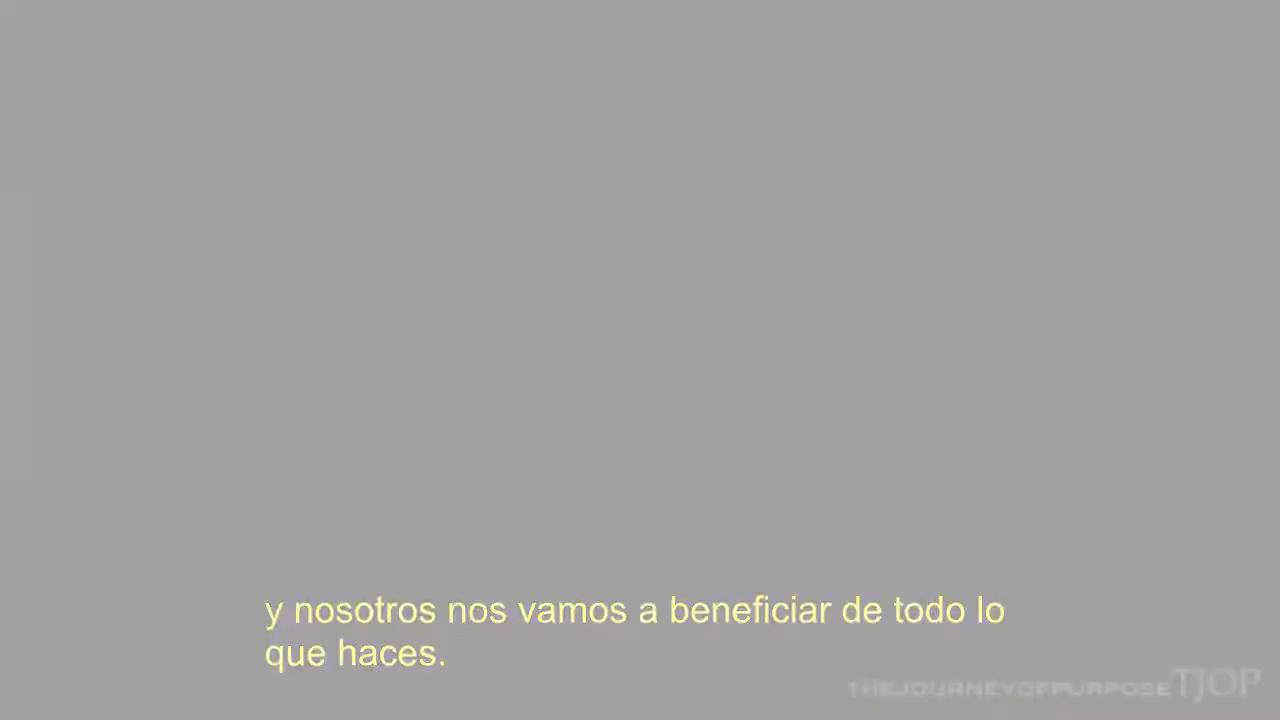 y nosotros nos vamos a beneficiar de todo lo
que haces.
THEJOURNEYOFPURPOSE TJOP